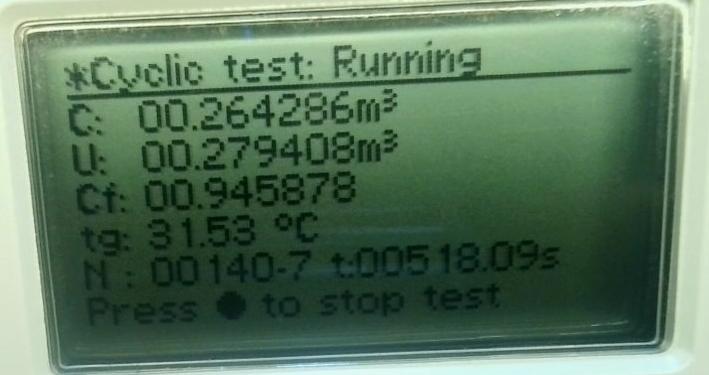 *Cyclic test: Running
C: 00.264286m³
U: 00.279408m³
Cf: 00.945878
tg: 31.53 °C
N : 00140-7 t:00518.09s
Press ● to stop test